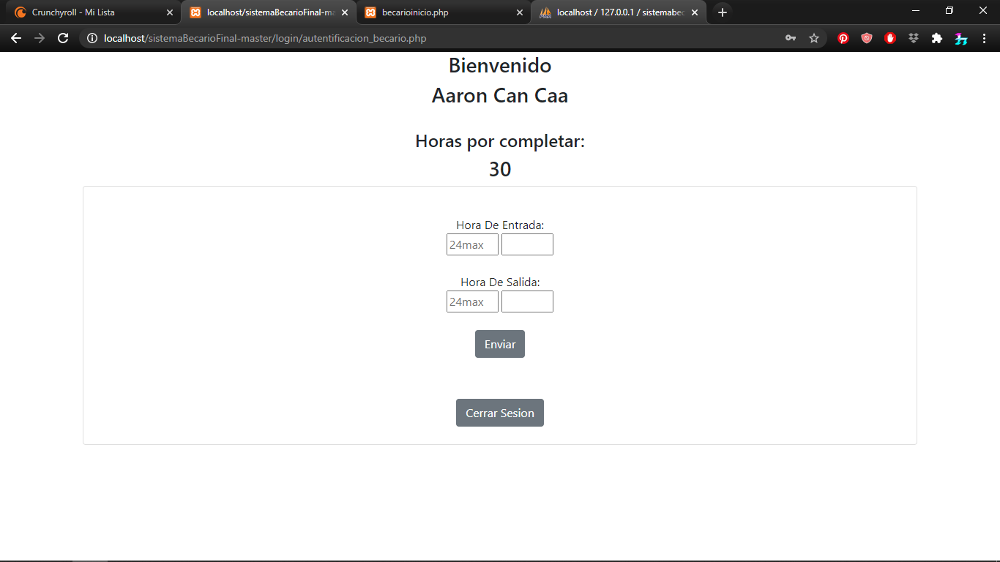 Crunchyroll - Mi Lista
localhost/sistemaBecarioFinal-ma
becarioinicio.php
localhost / 127.0.0.1 / sistemabec
localhost/sistemaBecarioFinal-master/login/autentificacion_becario.php
Bienvenido
Aaron Can Caa
Horas por completar:
30
Hora De Entrada:
24max
Hora De Salida:
24max
Enviar
Cerrar Sesion